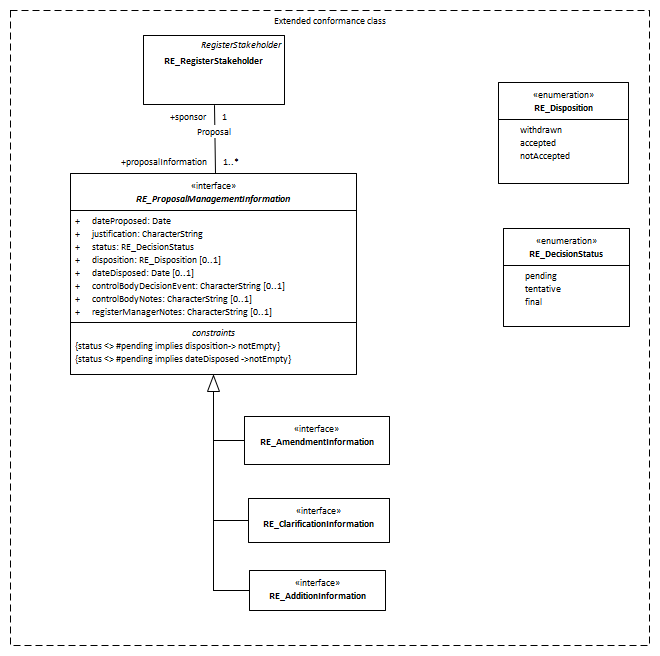 Extended conformance class
RegisterStakeholder
RE_RegisterStakeholder
+sponsor 1
Proposal
+proposalInformation 1..*
«interface»
RE_ProposalManagementInformation
+ dateProposed: Date
+ justification: CharacterString
+ status: RE_DecisionStatus
+ disposition: RE_Disposition [0..1]
+ dateDisposed: Date [0..1]
+ controlBodyDecisionEvent: CharacterString [0..1]
+ controlBodyNotes: CharacterString [0..1]
+ registerManagerNotes: CharacterString [0..1]
constraints
{status <> #pending implies disposition-> notEmpty}
{status <> #pending implies dateDisposed ->notEmpty}
«interface»
RE_AmendmentInformation
«interface»
RE_ClarificationInformation
«interface»
RE_AdditionInformation
«enumeration»
RE_Disposition
withdrawn
accepted
notAccepted
«enumeration»
RE_DecisionStatus
pending
tentative
final